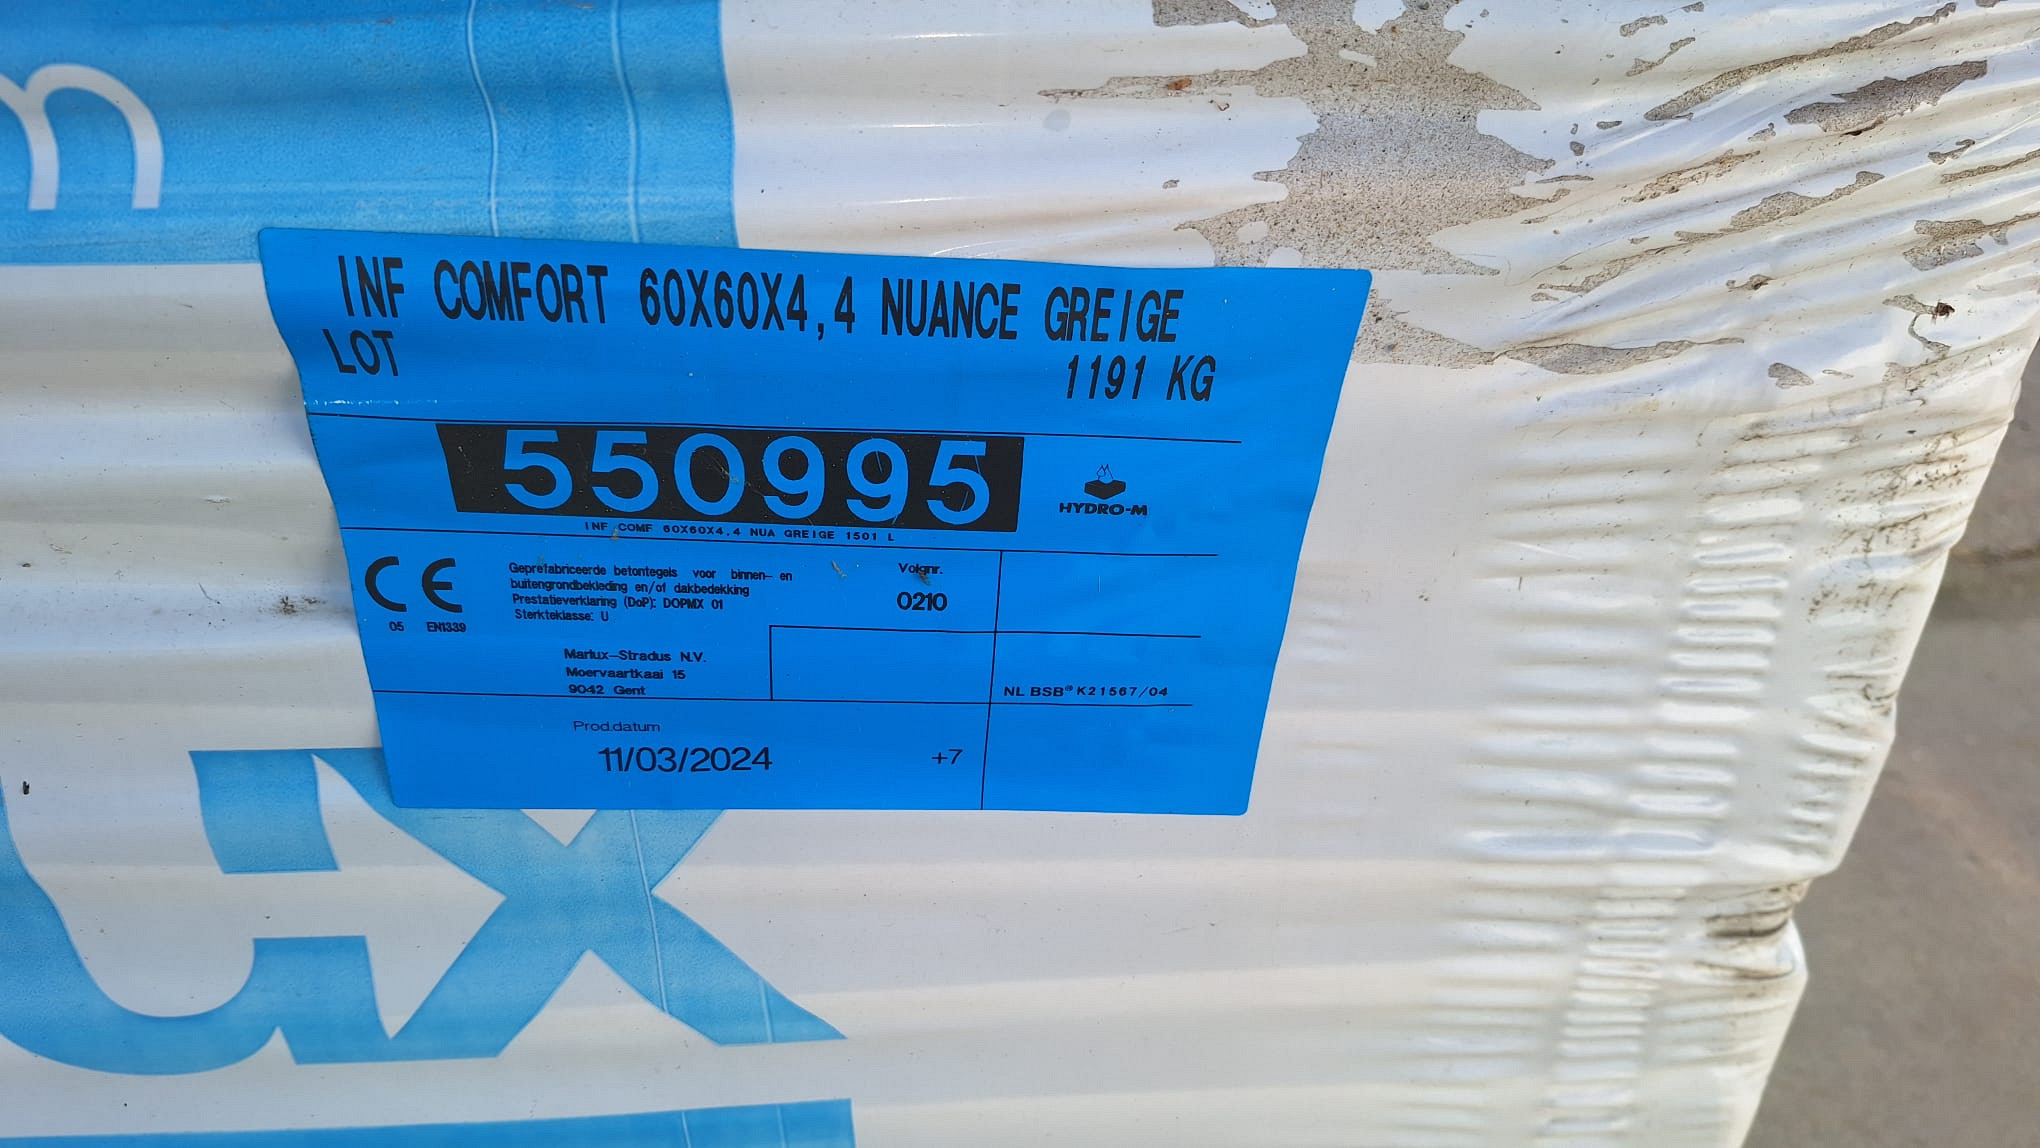 m
INF COMFORT 60X60X4,4 NUANCE GREIGE
LOT 1191 KG
550995
HYDRO-M
INF COMF 60X60X4,4 NUA GREIGE 1501 L
CE
05 EN1339
Geprefabriceerde betontegels voor binnen- en
buitengrondbekleding en/of dakbedekking
Prestatieverklaring (DoP): DOPMX 01
Sterkteklasse: U
Volgnr.
0210
Marlux-Stradus N.V.
Moervaartkaai 15
9042 Gent
NL BSB® K21567/04
Prod.datum
11/03/2024 +7
ux